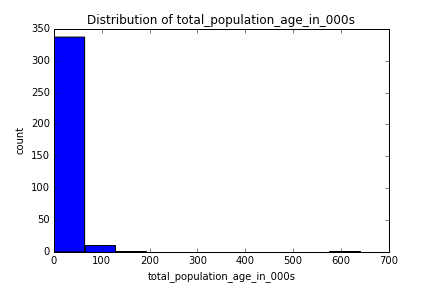 Distribution of total_population_age_in_000s
350
300
250
200
150
100
50
0
count
0 100 200 300 400 500 600 700
total_population_age_in_000s